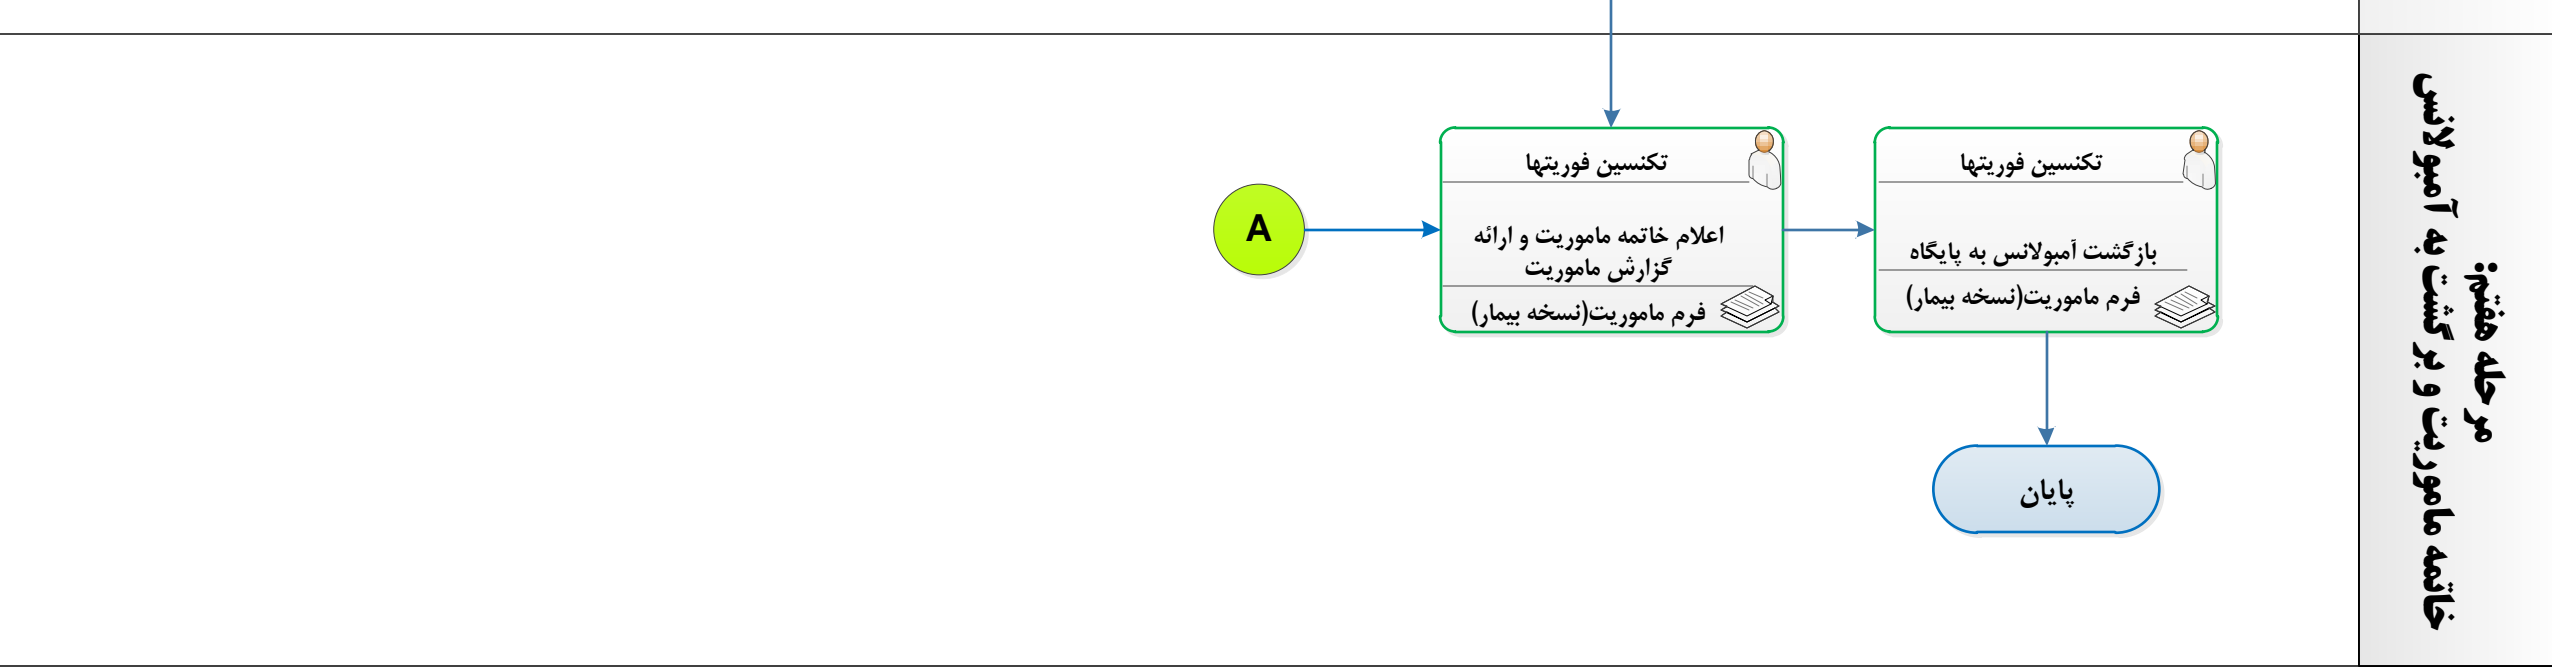 مرحله هفتم:
خاتمه ماموریت و برگشت به آمبولانس
A
تکنسین فوریتها
اعلام خاتمه ماموریت و ارائه
گزارش ماموریت
فرم ماموریت(نسخه بیمار)
تکنسین فوریتها
بازگشت آمبولانس به پایگاه
فرم ماموریت(نسخه بیمار)
پایان